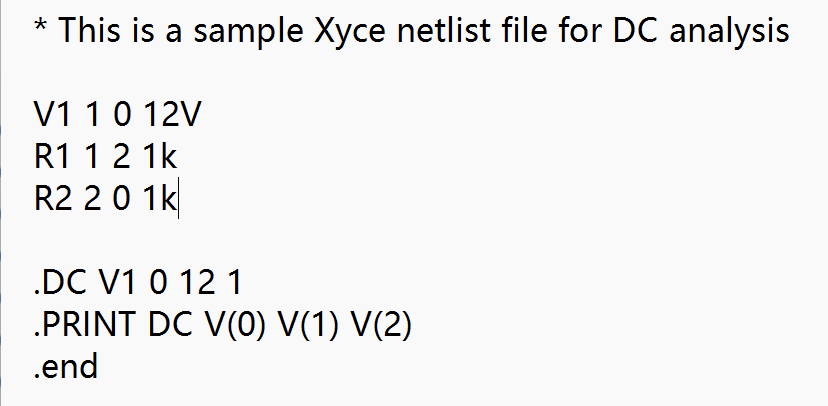 * This is a sample Xyce netlist file for DC analysis
V1 1 0 12V
R1 1 2 1k
R2 2 0 1k
.DC V1 0 12 1
.PRINT DC V(0) V(1) V(2)
.end